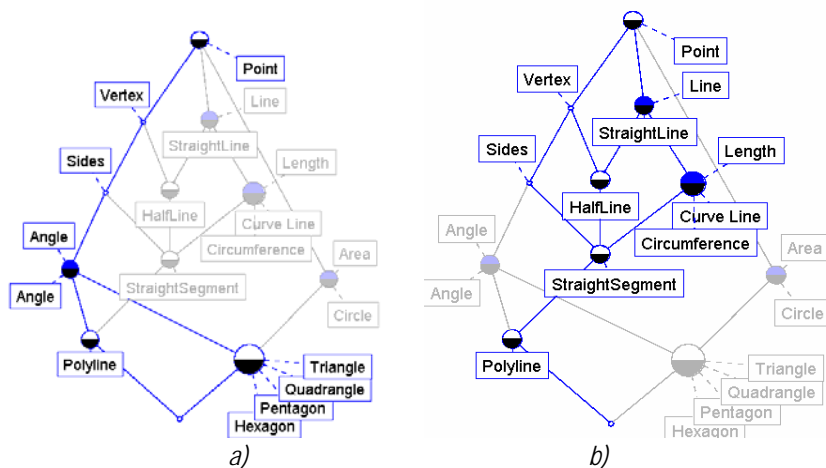 Point
Vertex
Line
StraightLine
Sides
Length
HalfLine
Curve Line
Angle
Circumference
Area
Angle
StraightSegment
Circle
Polyline
Triangle
Quadrangle
Pentagon
Hexagon
a)
Point
Vertex
Line
StraightLine
Sides
Length
HalfLine
Curve Line
Angle
Circumference
Area
Angle
StraightSegment
Circle
Polyline
Triangle
Quadrangle
Pentagon
Hexagon
b)